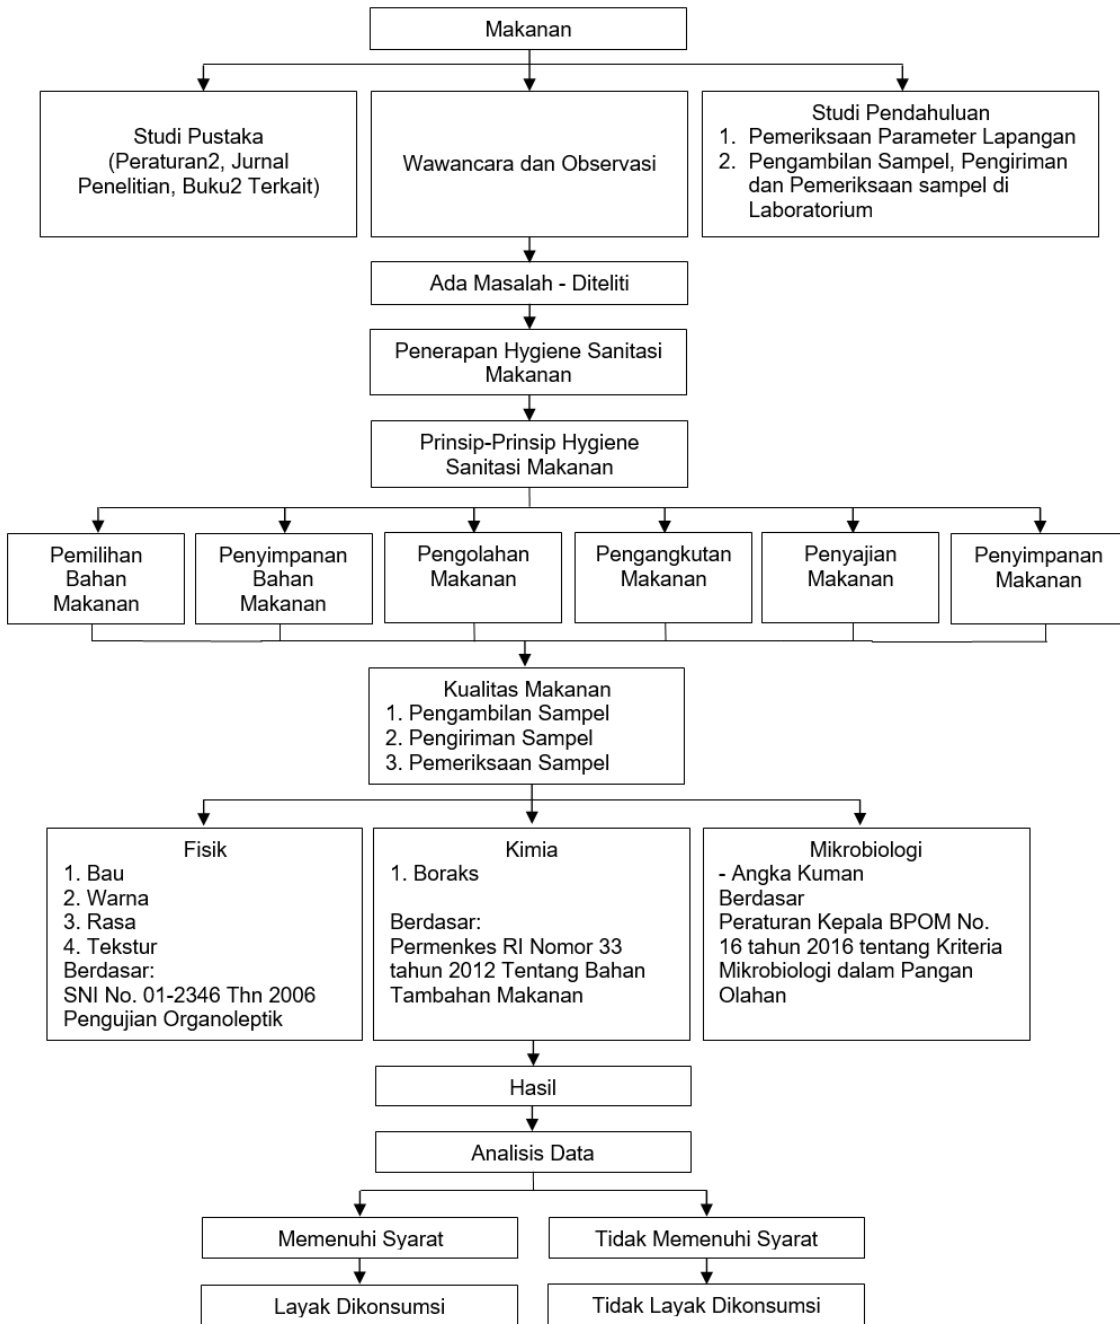 Makanan
Studi Pustaka
(Peraturan2, Jurnal
Penelitian, Buku2 Terkait)
Wawancara dan Observasi
Studi Pendahuluan
1. Pemeriksaan Parameter Lapangan
2. Pengambilan Sampel, Pengiriman
dan Pemeriksaan sampel di
Laboratorium
Ada Masalah - Diteliti
Penerapan Hygiene Sanitasi
Makanan
Prinsip-Prinsip Hygiene
Sanitasi Makanan
Pemilihan
Bahan
Makanan
Penyimpanan
Bahan
Makanan
Pengolahan
Makanan
Pengangkutan
Makanan
Penyajian
Makanan
Penyimpanan
Makanan
Kualitas Makanan
1. Pengambilan Sampel
2. Pengiriman Sampel
3. Pemeriksaan Sampel
Fisik
1. Bau
2. Warna
3. Rasa
4. Tekstur
Berdasar:
SNI No. 01-2346 Thn 2006
Pengujian Organoleptik
Kimia
1. Boraks
Berdasar:
Permenkes RI Nomor 33
tahun 2012 Tentang Bahan
Tambahan Makanan
Mikrobiologi
- Angka Kuman
Berdasar
Peraturan Kepala BPOM No.
16 tahun 2016 tentang Kriteria
Mikrobiologi dalam Pangan
Olahan
Hasil
Analisis Data
Memenuhi Syarat
Tidak Memenuhi Syarat
Layak Dikonsumsi
Tidak Layak Dikonsumsi